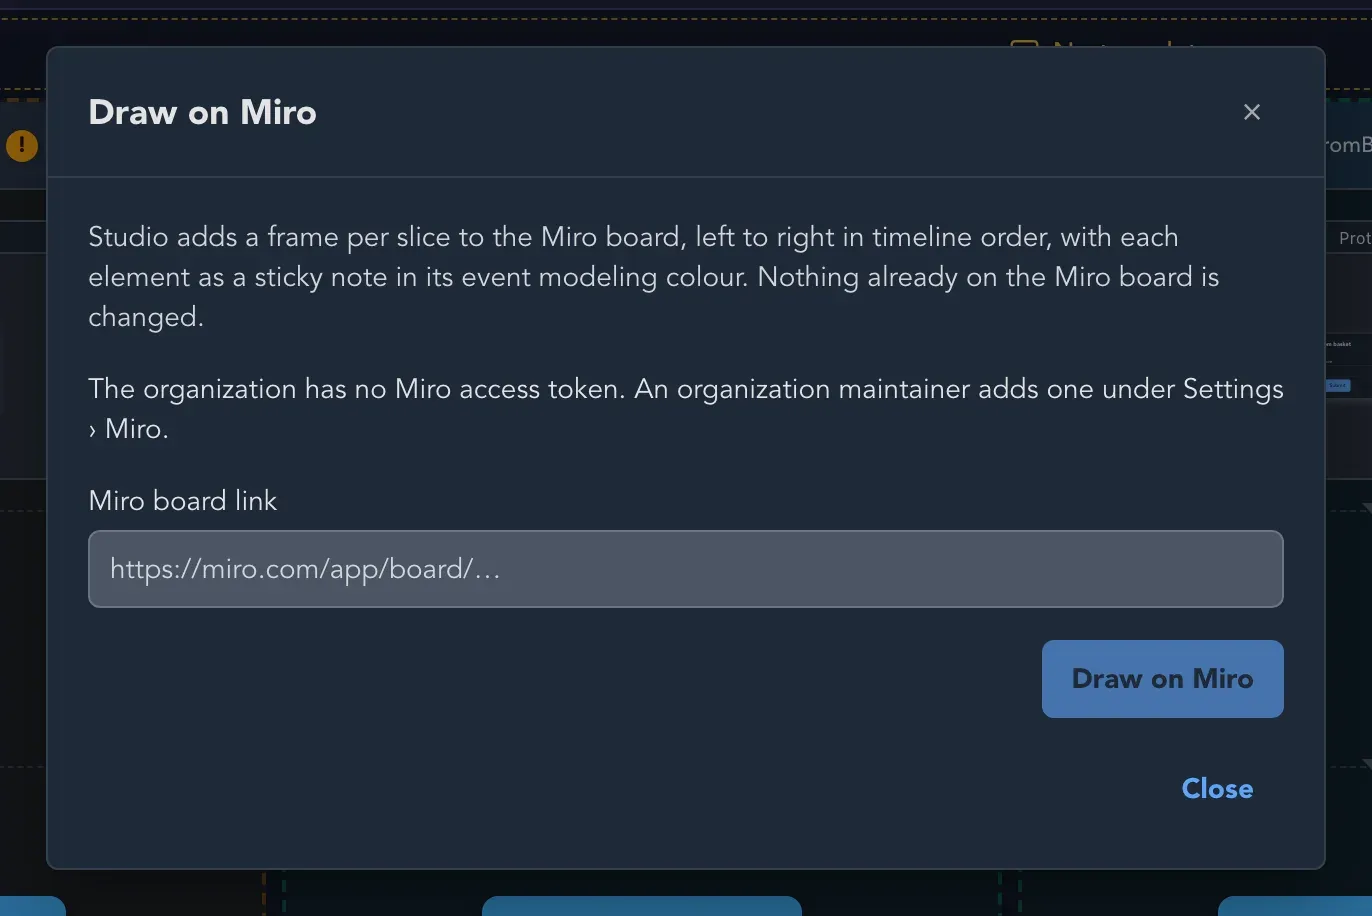 Draw on Miro
!
romB
Studio adds a frame per slice to the Miro board, left to right in timeline order, with each
element as a sticky note in its event modeling colour. Nothing already on the Miro board is
changed.
Prot
The organization has no Miro access token. An organization maintainer adds one under Settings
› Miro.
Miro board link
https://miro.com/app/board/…
Draw on Miro
Close